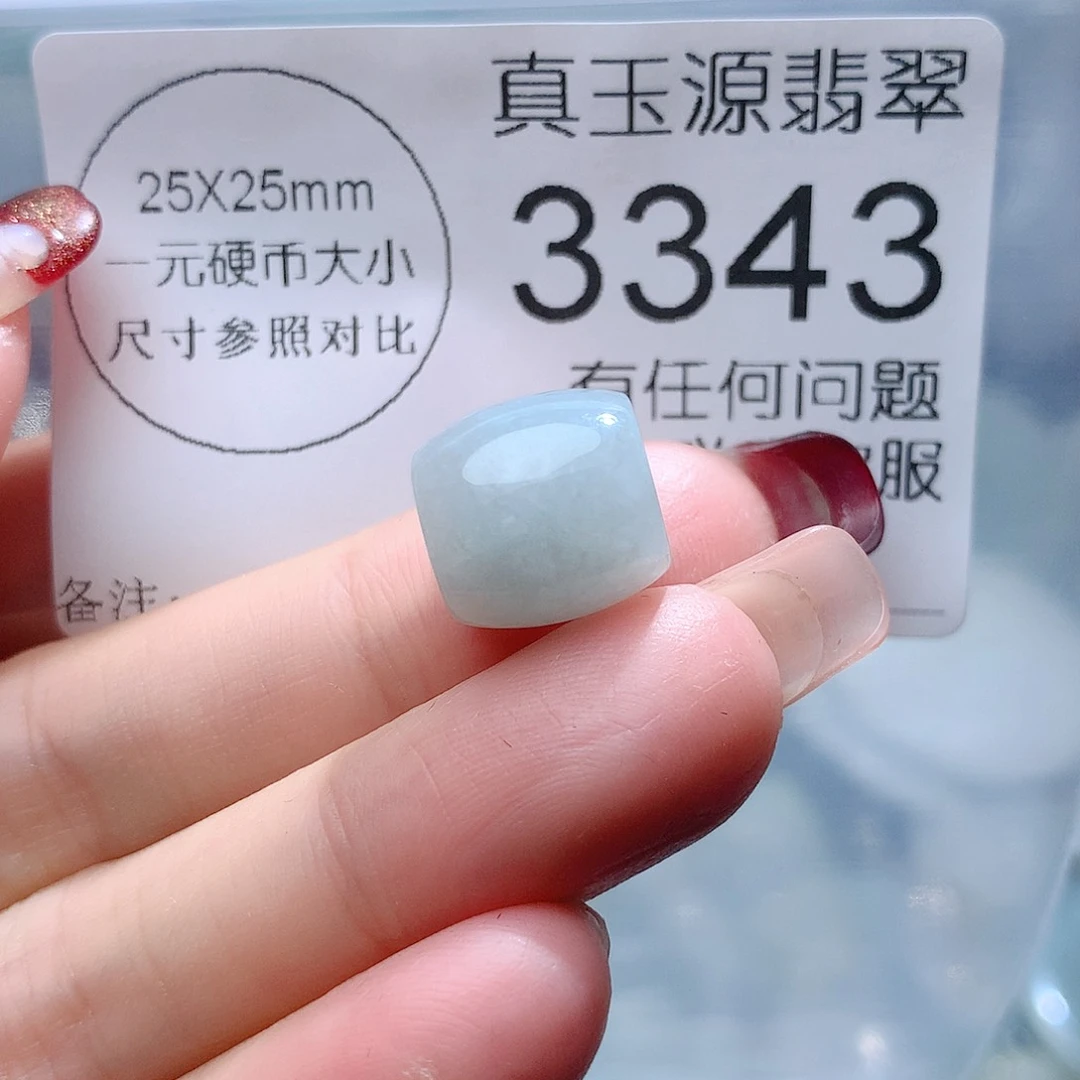 25X25mm
一元硬币大小
尺寸参照对比
真玉源翡翠
3343
有任何问题
服
备注